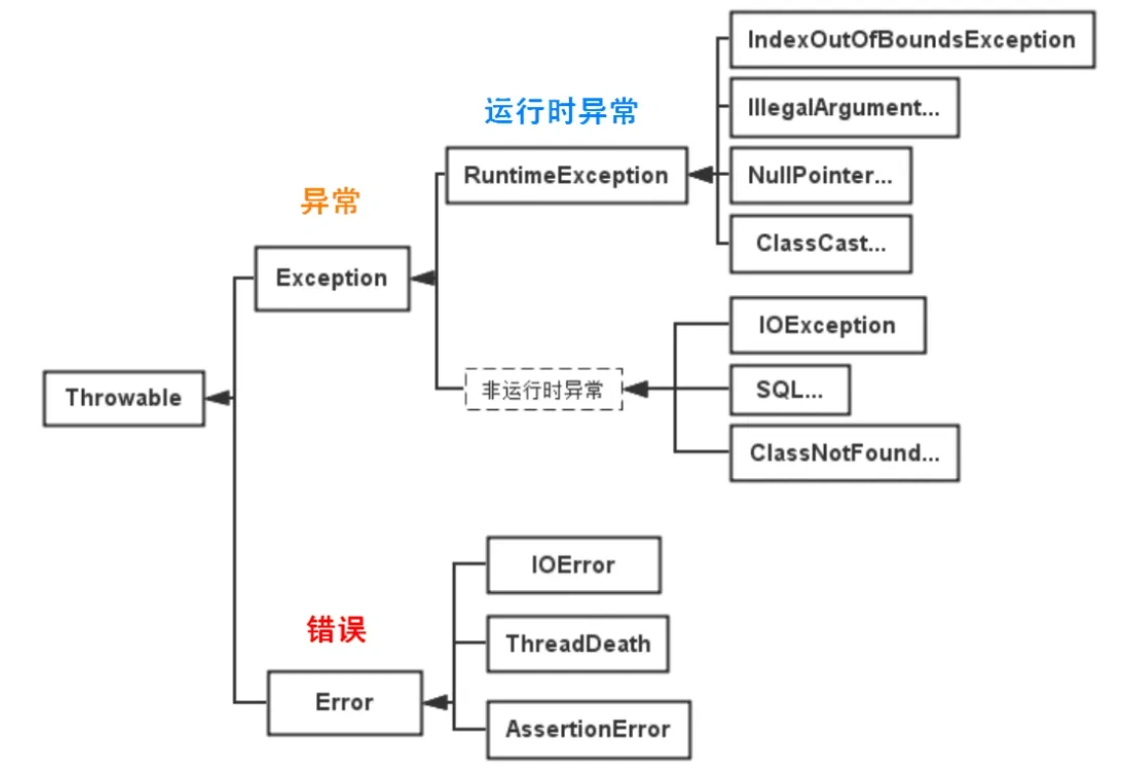 IndexOutOfBoundsException
运行时异常
IllegalArgument...
RuntimeException
NullPointer...
异常
ClassCast...
Exception
IOException
Throwable
非运行时异常
SQL...
ClassNotFound...
IOError
错误
ThreadDeath
Error
AssertionError